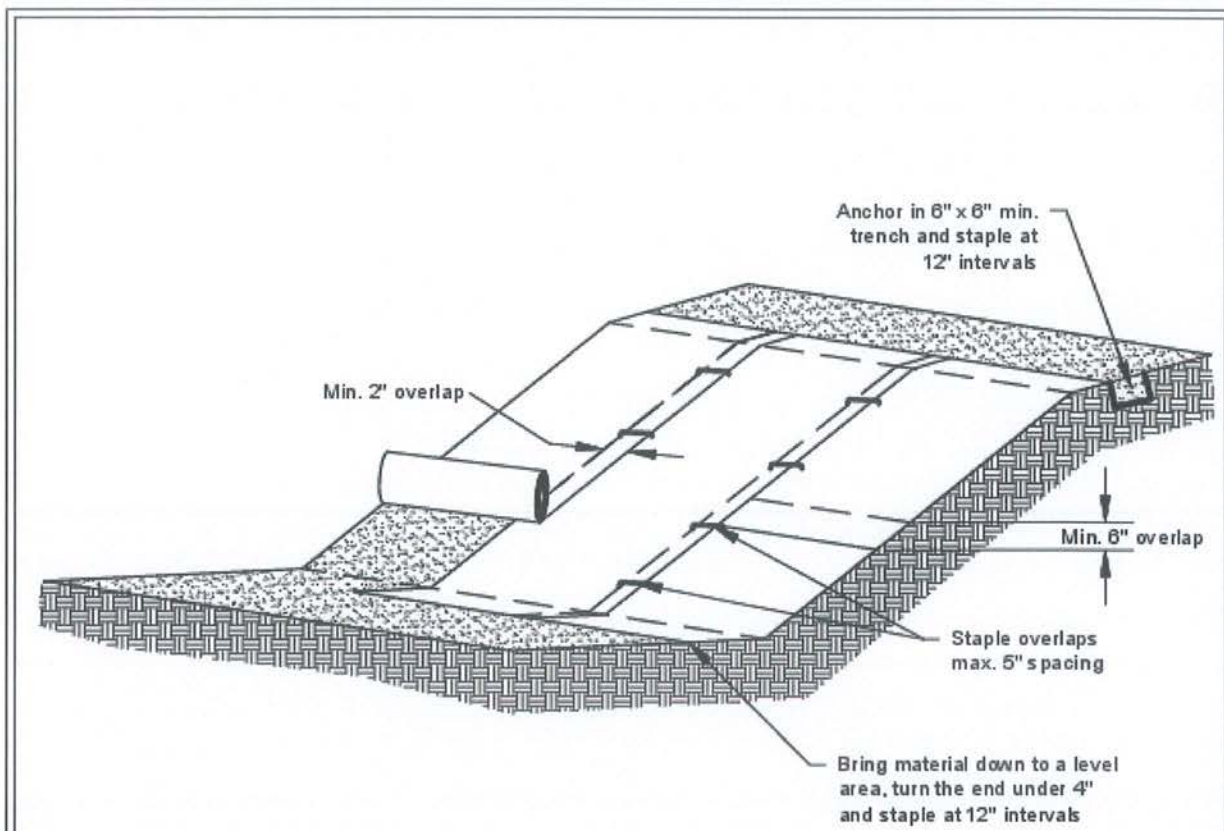 Anchor in 6" x 6" min.
trench and staple at
12" intervals
Min. 2" overlap
Min. 6" overlap
Staple overlaps
max. 5" spacing
Bring material down to a level
area, turn the end under 4"
and staple at 12" intervals